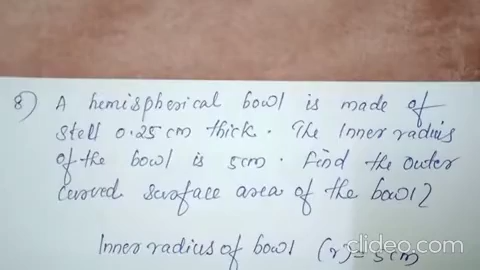 8) A hemispherical bowl is made of
stell 0.25 cm thick. The inner radius
of the bowl is 5cm. Find the outer
curved surface area of the bowl?
Inner radius of bowl (r) = 5cm
clideo.com